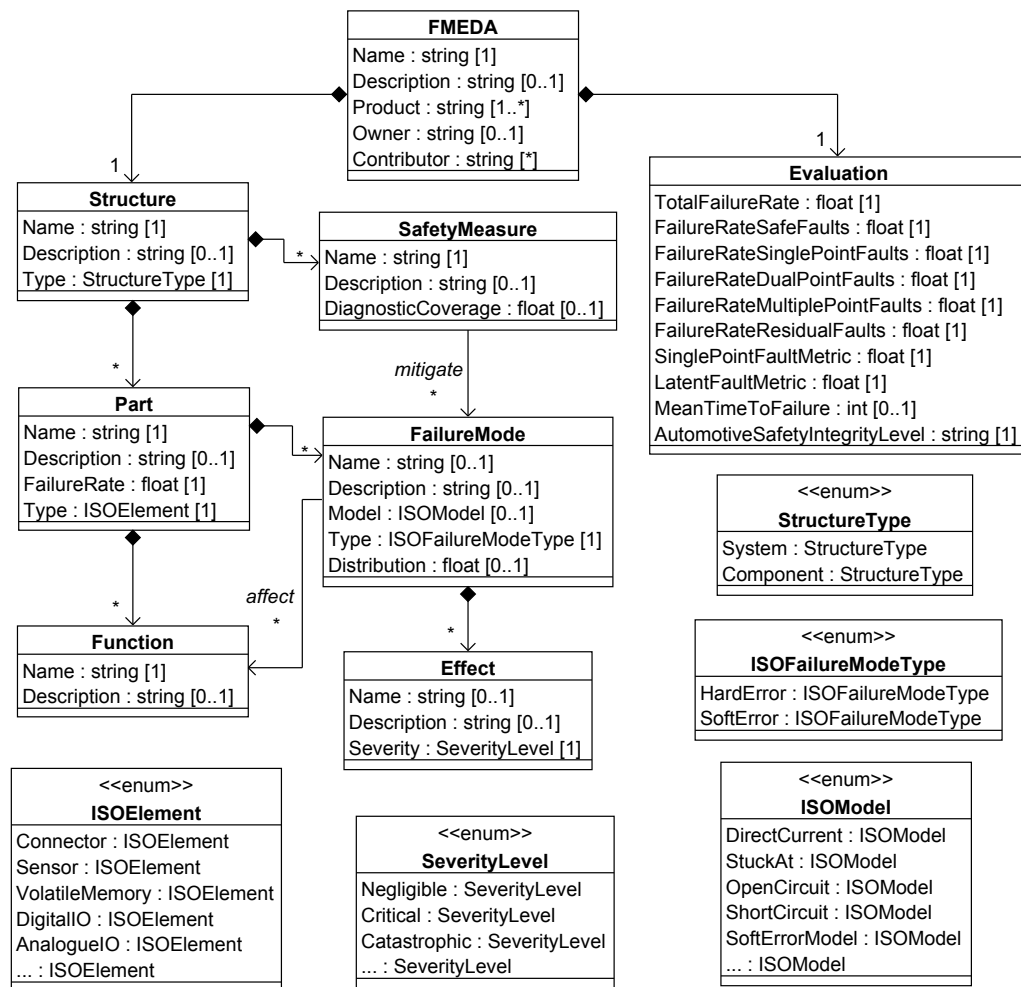 FMEDA
Name : string [1]
Description : string [0..1]
Product : string [1..*]
Owner : string [0..1]
Contributor : string [*]
1
1
Structure
Name : string [1]
Description : string [0..1]
Type : StructureType [1]
*
SafetyMeasure
Name : string [1]
Description : string [0..1]
DiagnosticCoverage : float [0..1]
Evaluation
TotalFailureRate : float [1]
FailureRateSafeFaults : float [1]
FailureRateSinglePointFaults : float [1]
FailureRateDualPointFaults : float [1]
FailureRateMultiplePointFaults : float [1]
FailureRateResidualFaults : float [1]
SinglePointFaultMetric : float [1]
LatentFaultMetric : float [1]
MeanTimeToFailure : int [0..1]
AutomotiveSafetyIntegrityLevel : string [1]
*
mitigate
*
Part
Name : string [1]
Description : string [0..1]
FailureRate : float [1]
Type : ISOElement [1]
*
FailureMode
Name : string [0..1]
Description : string [0..1]
Model : ISOModel [0..1]
Type : ISOFailureModeType [1]
Distribution : float [0..1]
<<enum>>
StructureType
System : StructureType
Component : StructureType
*
affect
*
*
Function
Name : string [1]
Description : string [0..1]
Effect
Name : string [0..1]
Description : string [0..1]
Severity : SeverityLevel [1]
<<enum>>
ISOFailureModeType
HardError : ISOFailureModeType
SoftError : ISOFailureModeType
<<enum>>
ISOElement
Connector : ISOElement
Sensor : ISOElement
VolatileMemory : ISOElement
DigitalIO : ISOElement
AnalogueIO : ISOElement
... : ISOElement
<<enum>>
SeverityLevel
Negligible : SeverityLevel
Critical : SeverityLevel
Catastrophic : SeverityLevel
... : SeverityLevel
<<enum>>
ISOModel
DirectCurrent : ISOModel
StuckAt : ISOModel
OpenCircuit : ISOModel
ShortCircuit : ISOModel
SoftErrorModel : ISOModel
... : ISOModel